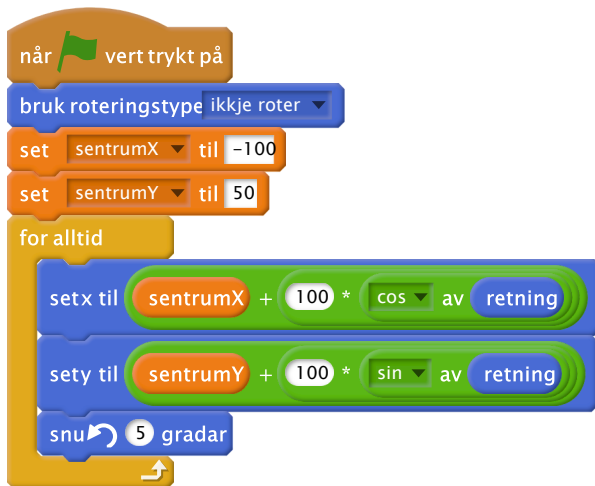 når vert trykt på
bruk roteringstype ikkje roter
set sentrumX til -100
set sentrumY til 50
for alltid
setx til sentrumX + 100 * cos av retning
sety til sentrumY + 100 * sin av retning
snu 5 gradar